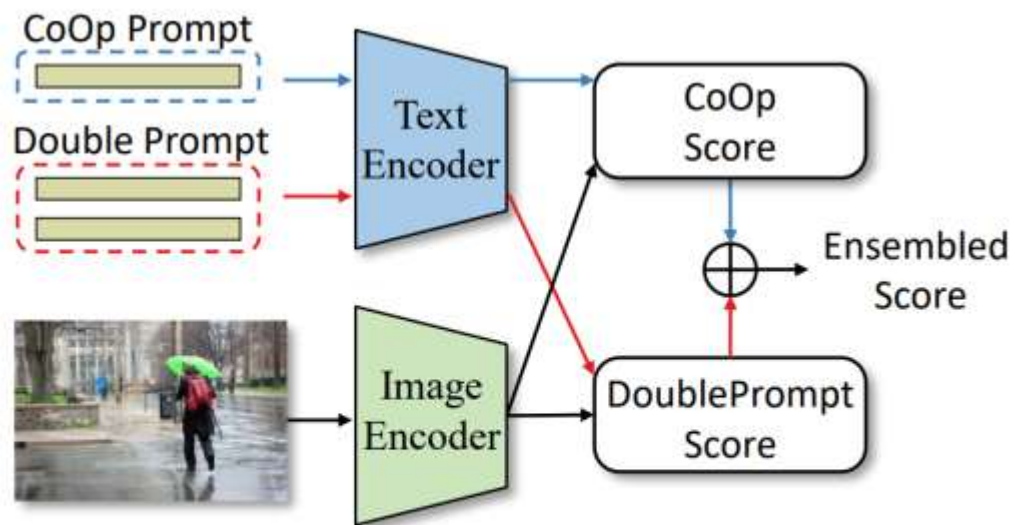 CoOp Prompt
Double Prompt
Text
Encoder
CoOp
Score
Ensembled
Score
Image
Encoder
DoublePrompt
Score